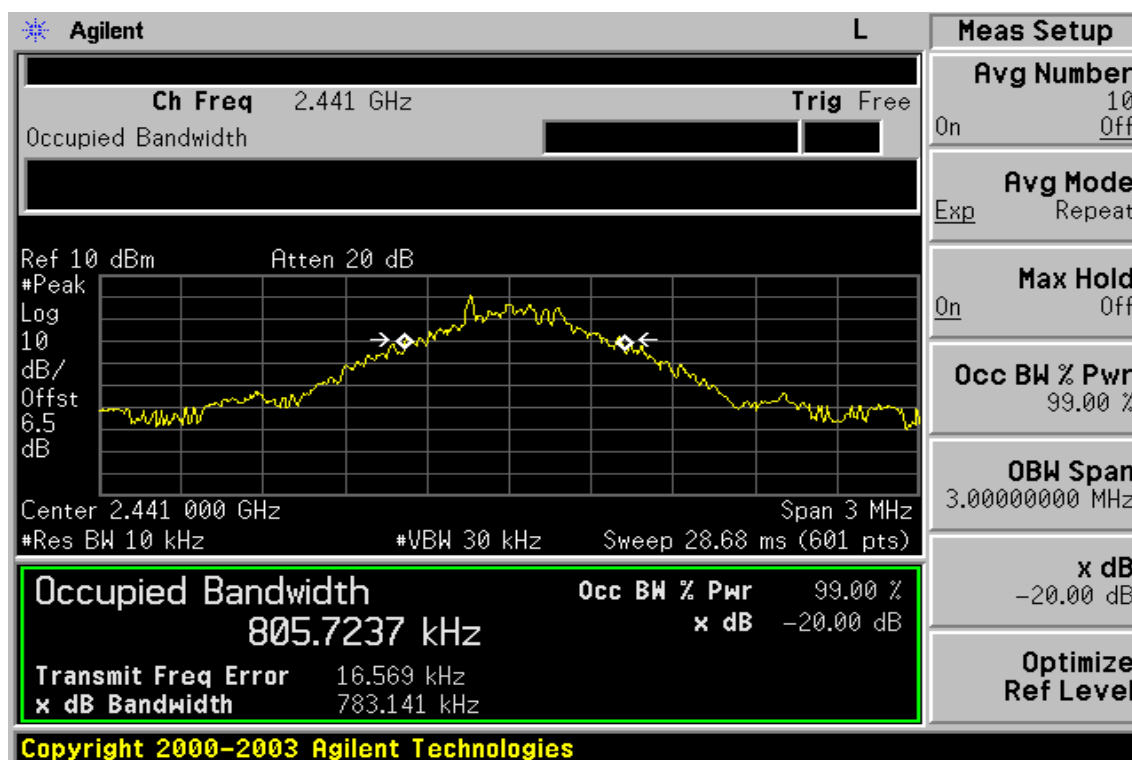 Agilent L
Ch Freq 2.441 GHz Trig Free
Occupied Bandwidth
Ref 10 dBm Atten 20 dB
#Peak
Log
10
dB/
Offst
6.5
dB
Center 2.441 000 GHz Span 3 MHz
#Res BW 10 kHz #VBW 30 kHz Sweep 28.68 ms (601 pts)
Occupied Bandwidth Occ BW % Pwr 99.00 %
805.7237 kHz x dB -20.00 dB
Transmit Freq Error 16.569 kHz
x dB Bandwidth 783.141 kHz
Copyright 2000-2003 Agilent Technologies
Meas Setup
Avg Number
10
On Off
Avg Mode
Exp Repeat
Max Hold
On Off
Occ BW % Pwr
99.00 %
OBW Span
3.00000000 MHz
x dB
-20.00 dB
Optimize
Ref Level